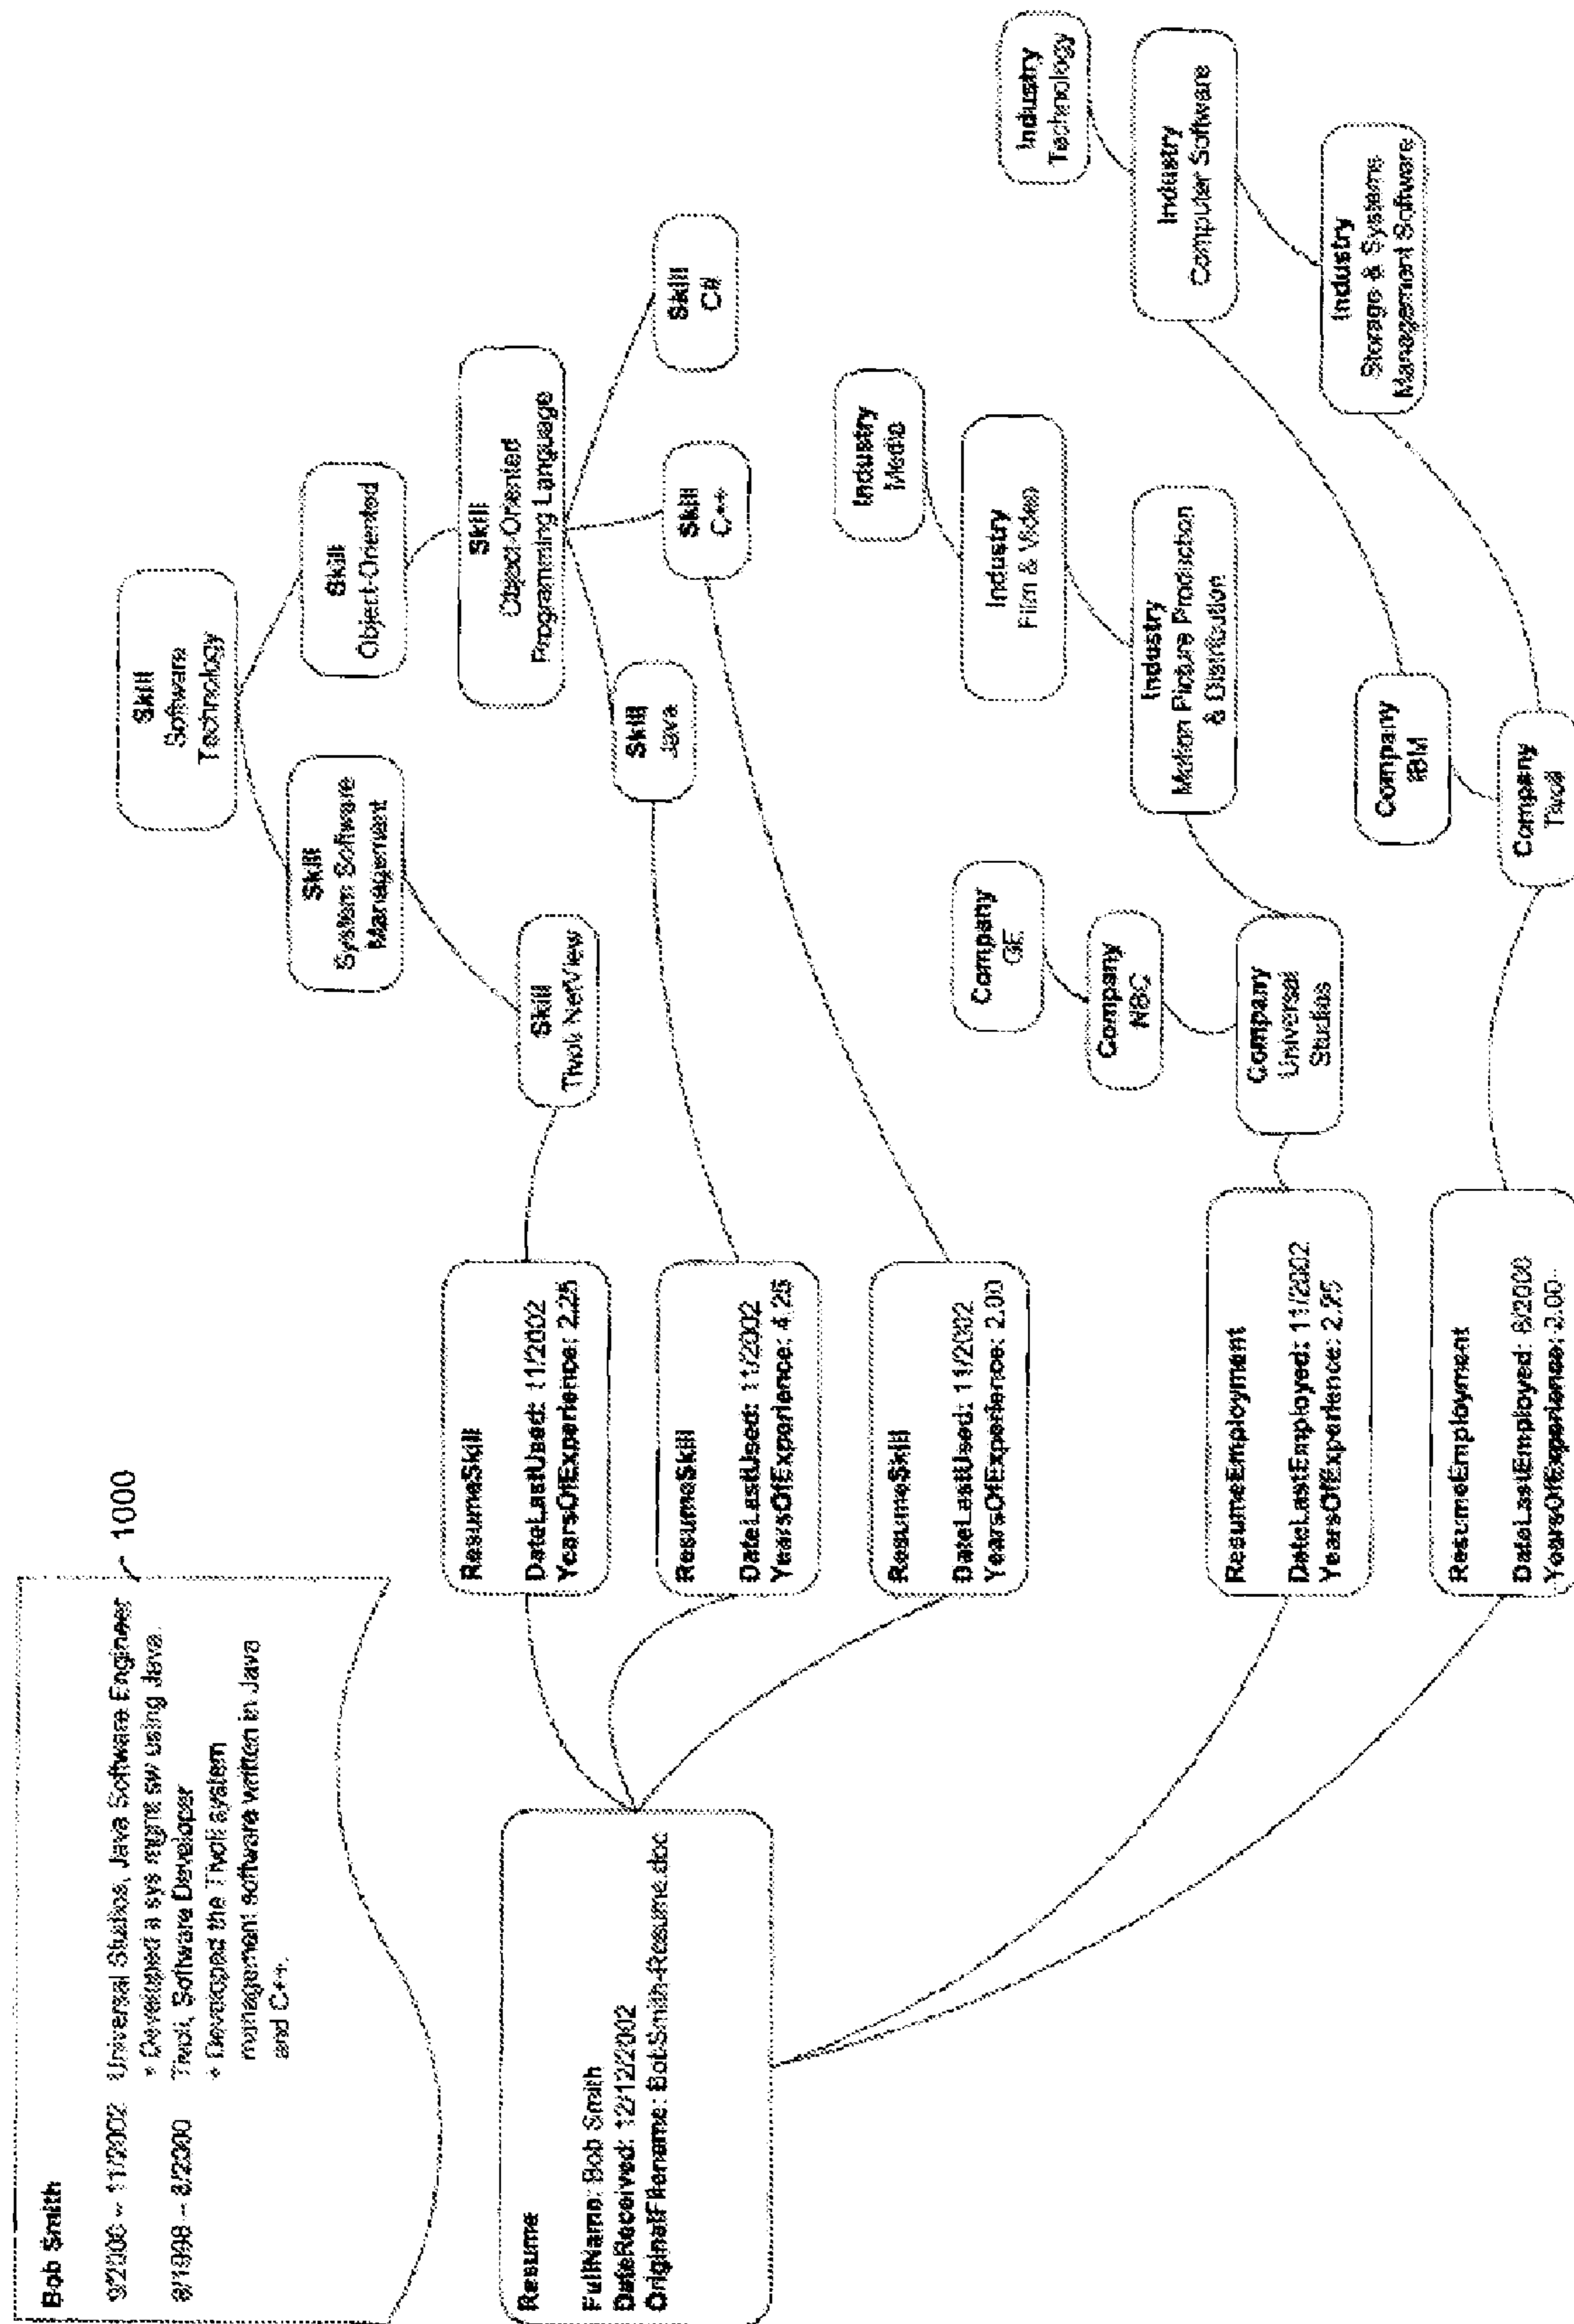 Bob Smith
9/2000 – 11/2002 Universal Studios, Java Software Engineer
• Developed a sys mgmt sw using Java.
8/1998 – 8/2000 Tivoli, Software Developer
• Developed the Tivoli system
management software written in Java
and C++.
1000
Resume
FullName: Bob Smith
DateReceived: 12/12/2002
OriginalFilename: Bob-Smith-Resume.doc
ResumeSkill
DateLastUsed: 11/2002
YearsOfExperience: 2.25
ResumeSkill
DateLastUsed: 11/2002
YearsOfExperience: 4.25
ResumeSkill
DateLastUsed: 11/2002
YearsOfExperience: 2.00
ResumeEmployment
DateLastEmployed: 11/2002
YearsOfExperience: 2.25
ResumeEmployment
DateLastEmployed: 8/2000
YearsOfExperience: 2.00
Skill
Software
Technology
Skill
System Software
Management
Skill
Object-Oriented
Skill
Tivoli NetView
Skill
Object-Oriented
Programming Language
Skill
Java
Skill
C++
Skill
C#
Company
GE
Company
NBC
Company
Universal
Studios
Industry
Media
Industry
Film & Video
Industry
Motion Picture Production
& Distribution
Company
IBM
Company
Tivoli
Industry
Technology
Industry
Computer Software
Industry
Storage & Systems
Management Software